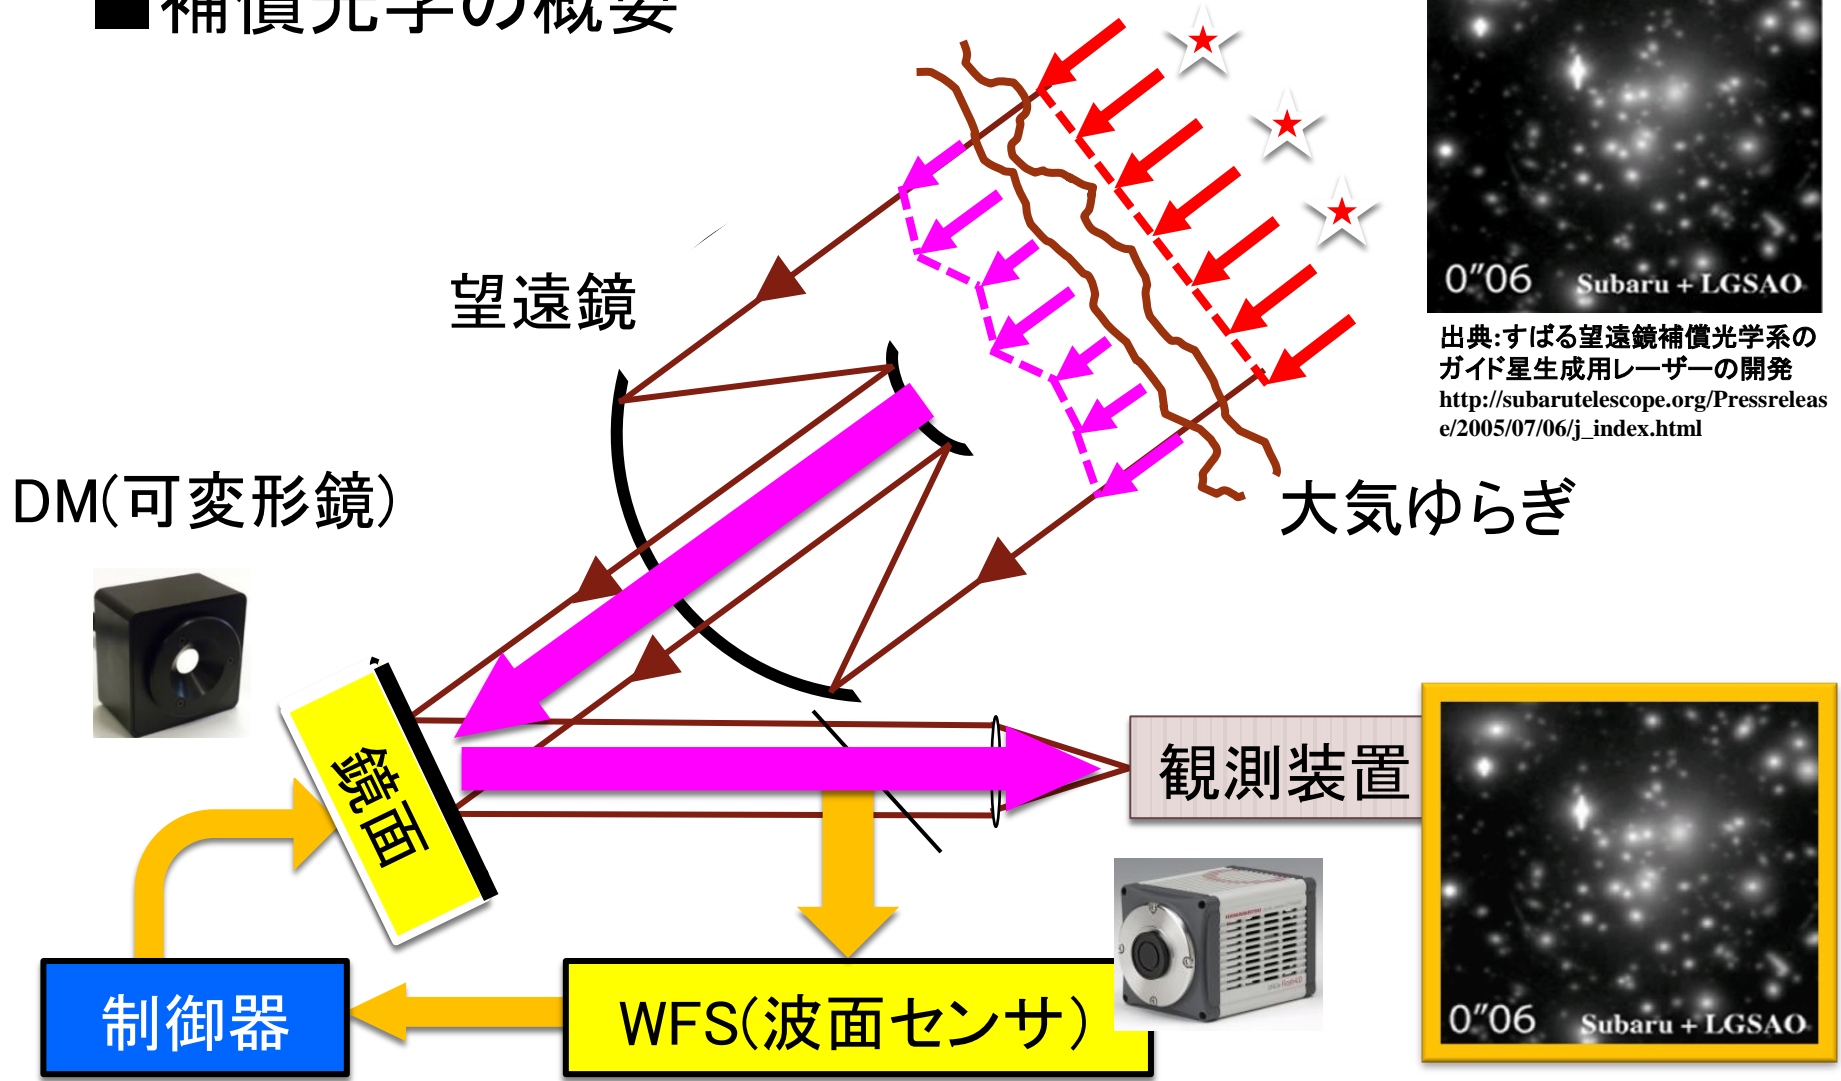 ■補償光学の概要
0"06 Subaru + LGSAO
出典:すばる望遠鏡補償光学系の
ガイド星生成用レーザーの開発
http://subarutelescope.org/Pressreleas
e/2005/07/06/j_index.html
望遠鏡
DM(可変形鏡)
大気ゆらぎ
鏡面
観測装置
制御器
WFS(波面センサ)
0"06 Subaru + LGSAO